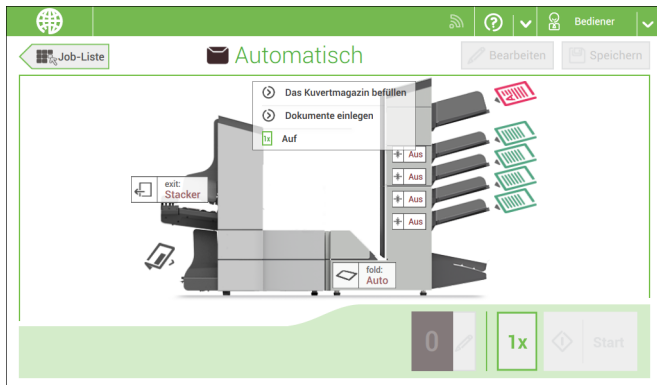 Bediener
Job-Liste
Automatisch
Bearbeiten
Speichern
Das Kuvertmagazin befüllen
Dokumente einlegen
1x Auf
Aus
exit:
Stacker
Aus
Aus
Aus
fold:
Auto
0
1x
Start